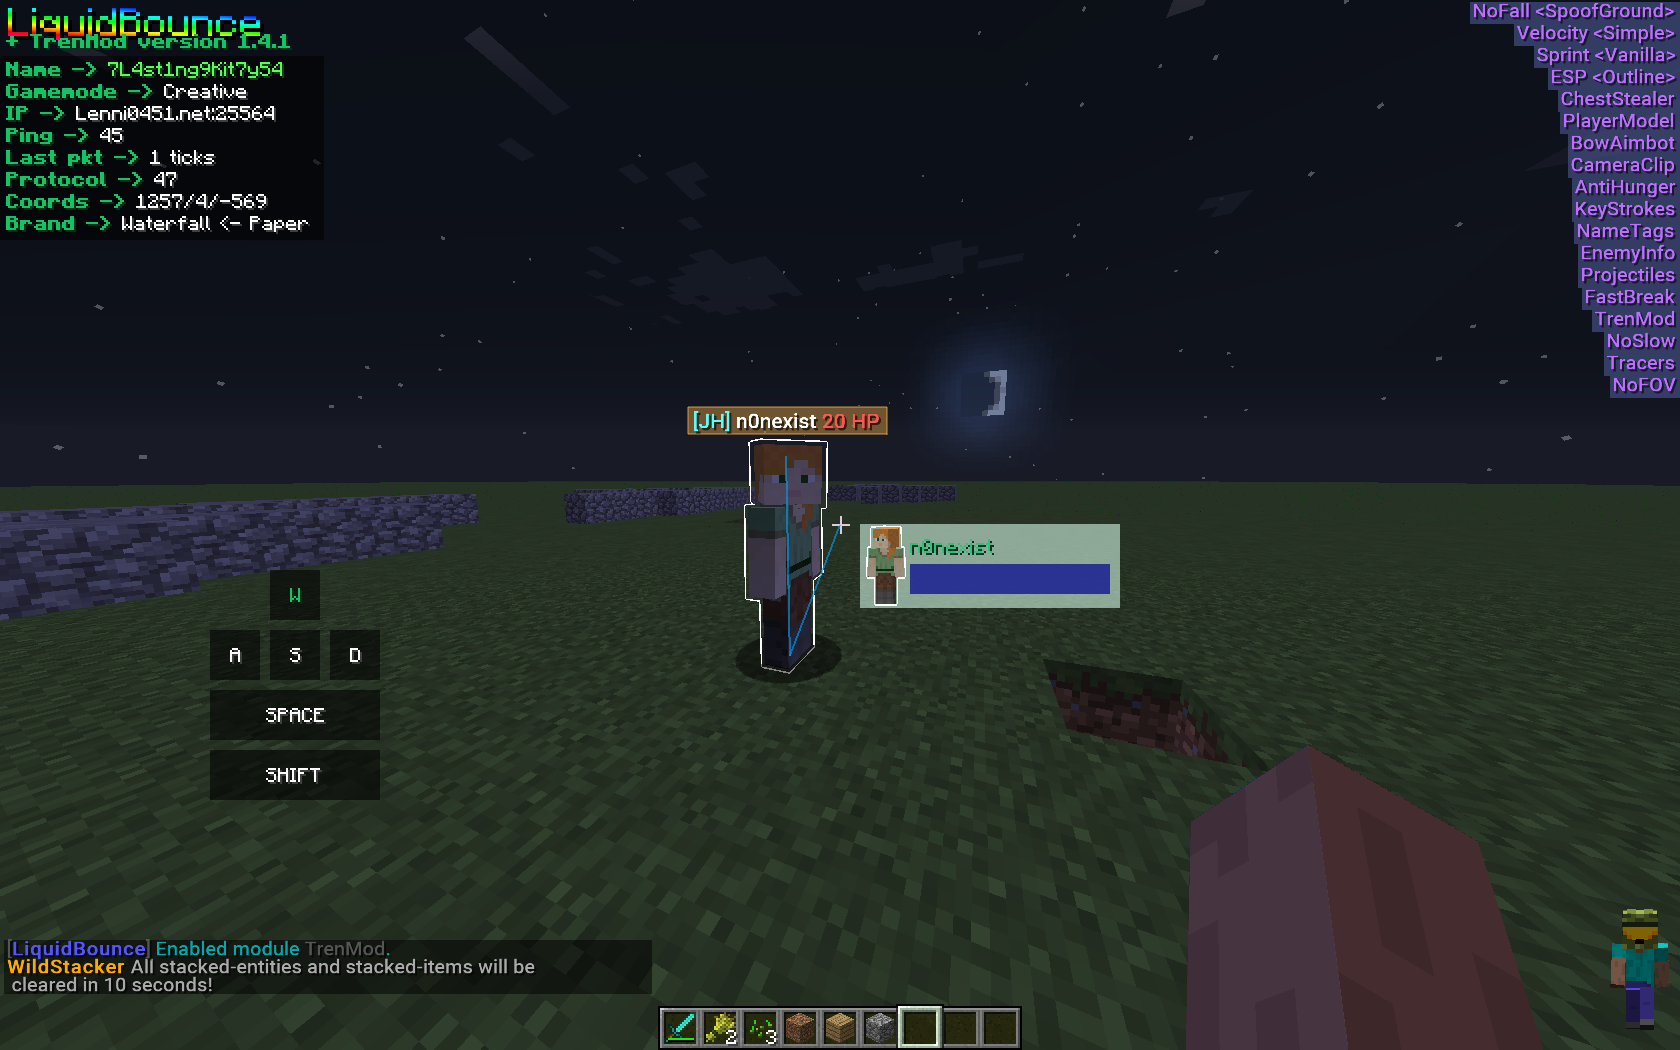 LiquidBounce
+ TrenMod version 1.4.1
Name -> 7L4st1ng9Kit7y54
Gamemode -> Creative
IP -> Lenni0451.net:25564
Ping -> 45
Last pkt -> 1 ticks
Protocol -> 47
Coords -> 1257/4/-569
Brand -> Waterfall <- Paper
NoFall <SpoofGround>
Velocity <Simple>
Sprint <Vanilla>
ESP <Outline>
ChestStealer
PlayerModel
BowAimbot
CameraClip
AntiHunger
KeyStrokes
NameTags
EnemyInfo
Projectiles
FastBreak
TrenMod
NoSlow
Tracers
NoFOV
[JH] n0nexist 20 HP
n0nexist
W
A S D
SPACE
SHIFT
[LiquidBounce] Enabled module TrenMod.
WildStacker All stacked-entities and stacked-items will be
cleared in 10 seconds!
2 3